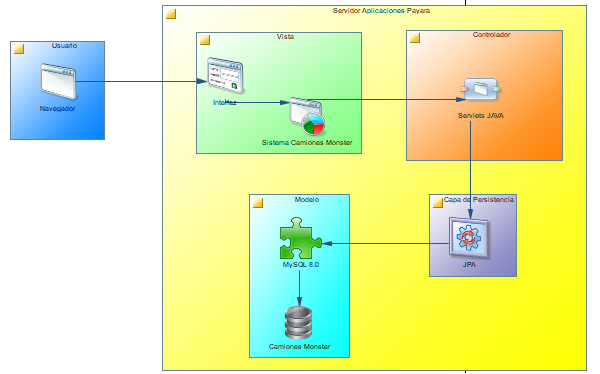 Servidor Aplicaciones Payara
Usuario
Navegador
Vista
Interfaz
Sistema Camiones Monster
Controlador
Servlets JAVA
Capa de Persistencia
JPA
Modelo
MySQL 8.0
Camiones Monster